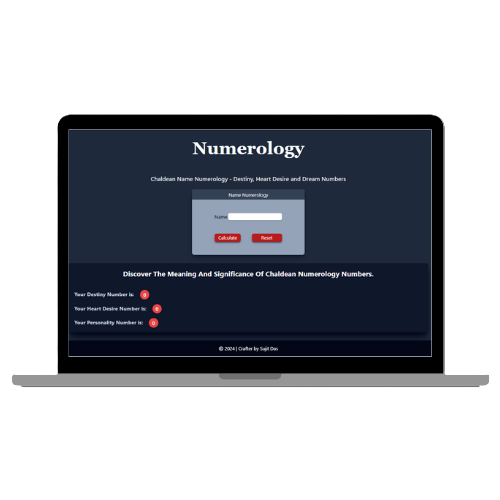 Numerology
Chaldean Name Numerology - Destiny, Heart Desire and Dream Numbers
Name Numerology
Name
Calculate Reset
Discover The Meaning And Significance Of Chaldean Numerology Numbers.
Your Destiny Number is: 0
Your Heart Desire Number is: 0
Your Personality Number is: 0
© 2024 | Crafter by Sujit Das